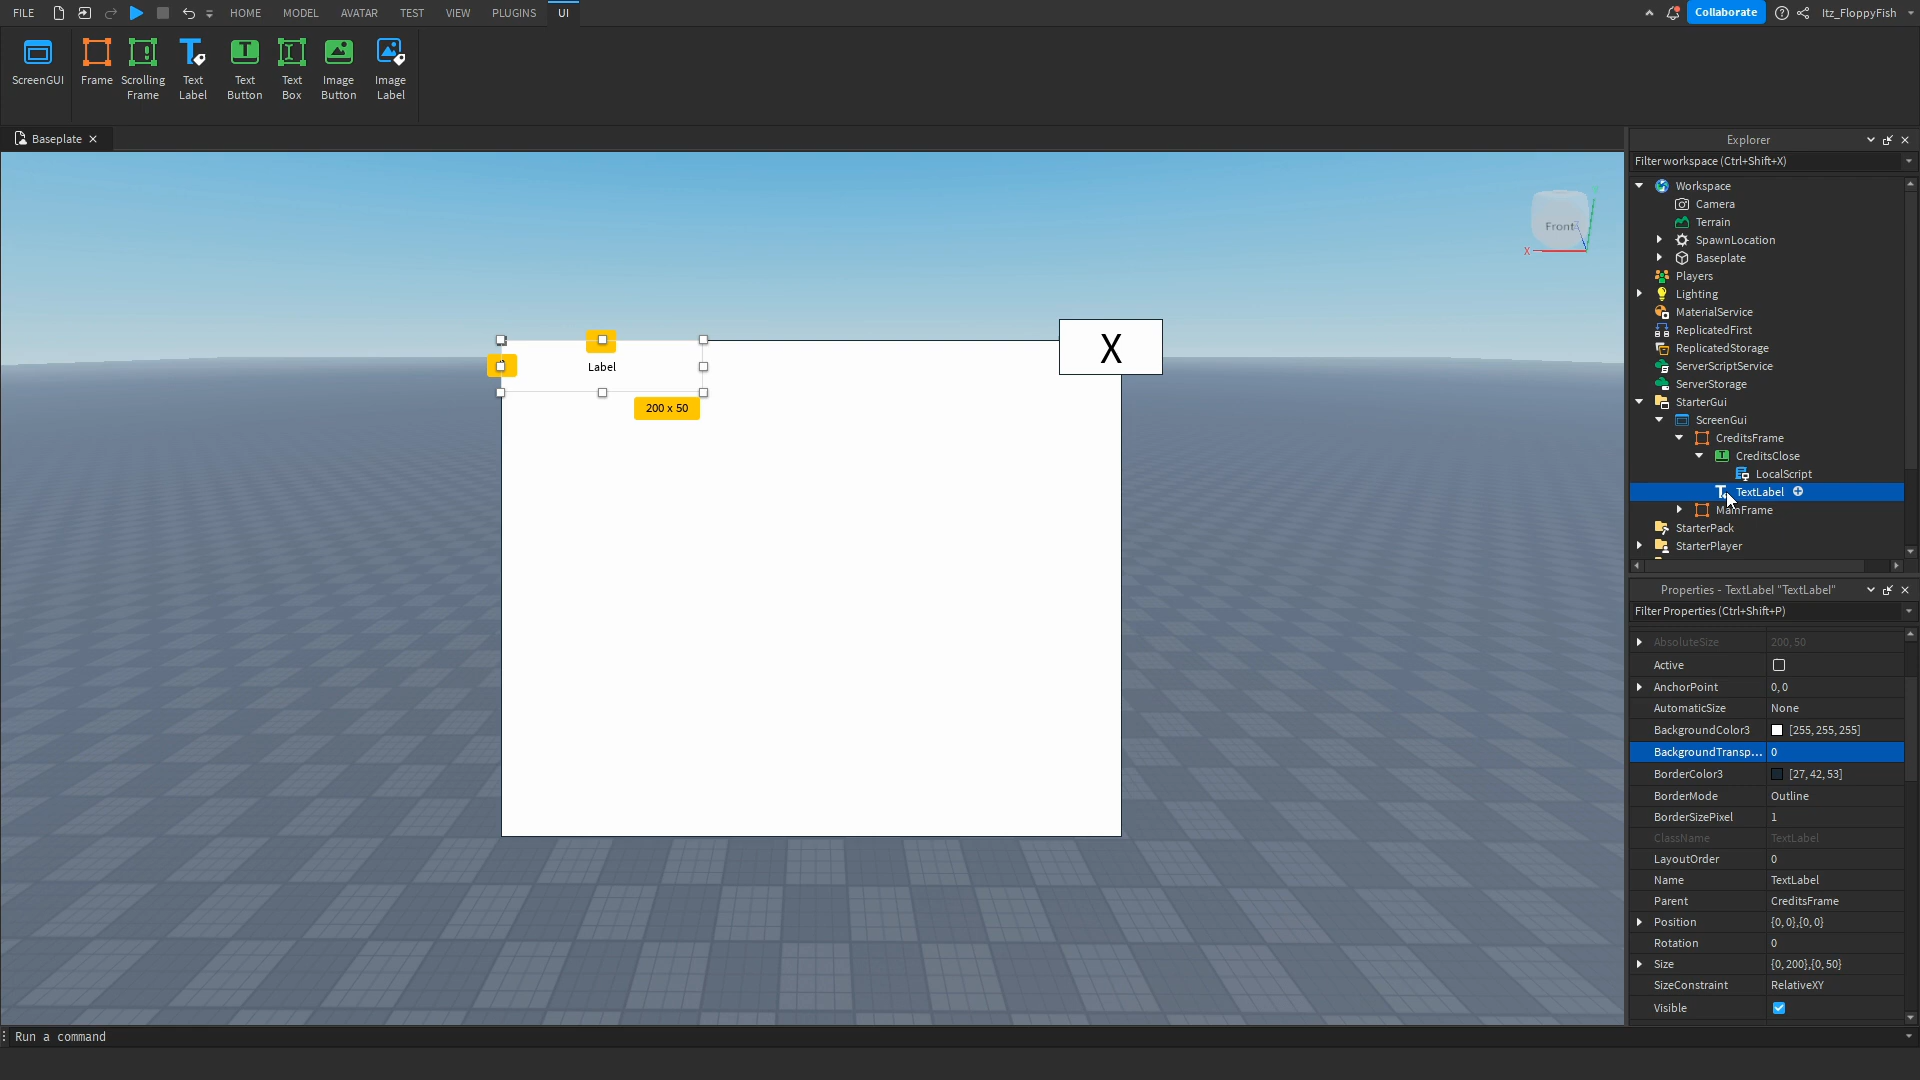 FILE HOME MODEL AVATAR TEST VIEW PLUGINS UI Collaborate Itz_FloppyFish
ScreenGUI Frame Scrolling Frame Text Label Text Button Text Box Image Button Image Label
Baseplate
Explorer
Filter workspace (Ctrl+Shift+X)
Workspace
Camera
Terrain
SpawnLocation
Baseplate
Players
Lighting
MaterialService
ReplicatedFirst
ReplicatedStorage
ServerScriptService
ServerStorage
StarterGui
ScreenGui
CreditsFrame
CreditsClose
LocalScript
TextLabel
MainFrame
StarterPack
StarterPlayer
Front
X
X
Label
200 x 50
Properties - TextLabel "TextLabel"
Filter Properties (Ctrl+Shift+P)
AbsoluteSize 200, 50
Active
AnchorPoint 0, 0
AutomaticSize None
BackgroundColor3 [255, 255, 255]
BackgroundTransp... 0
BorderColor3 [27, 42, 53]
BorderMode Outline
BorderSizePixel 1
ClassName TextLabel
LayoutOrder 0
Name TextLabel
Parent CreditsFrame
Position {0, 0},{0, 0}
Rotation 0
Size {0, 200},{0, 50}
SizeConstraint RelativeXY
Visible
Run a command